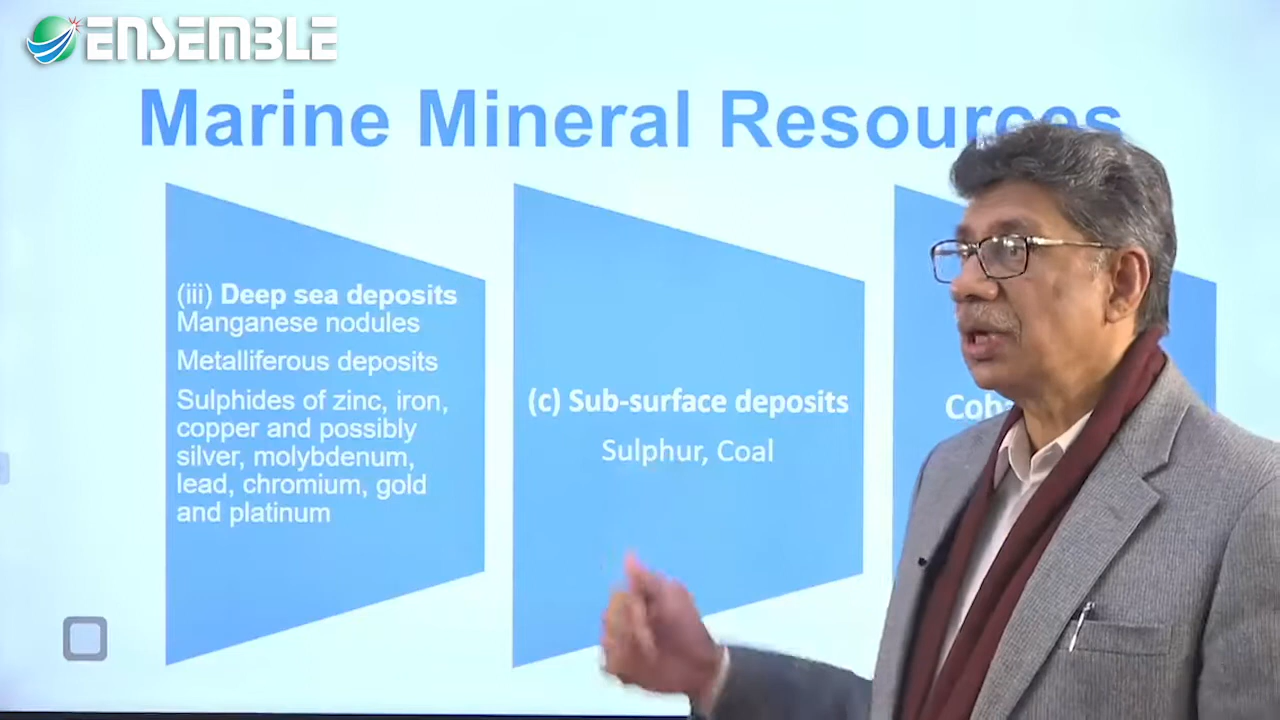 ENSEMBLE
Marine Mineral Resources
(iii) Deep sea deposits
Manganese nodules
Metalliferous deposits
Sulphides of zinc, iron,
copper and possibly
silver, molybdenum,
lead, chromium, gold
and platinum
(c) Sub-surface deposits
Sulphur, Coal